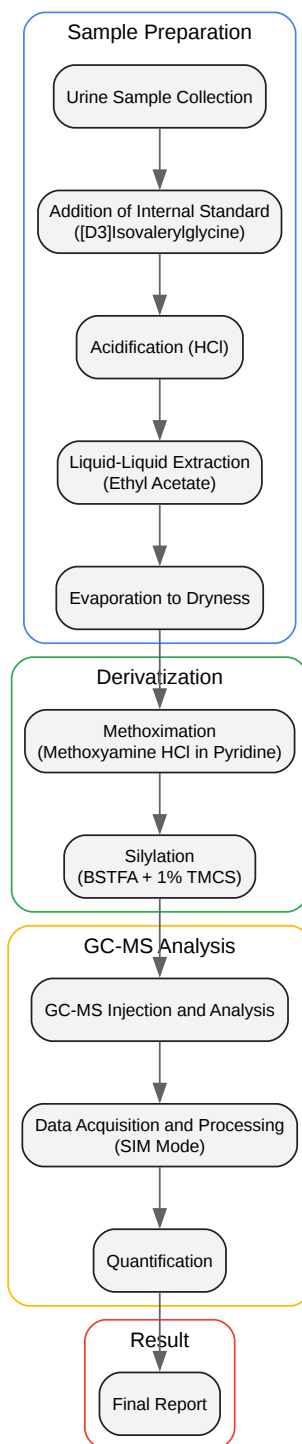 Sample Preparation
Urine Sample Collection
Addition of Internal Standard
([D3]Isovalerylglycine)
Acidification (HCl)
Liquid-Liquid Extraction
(Ethyl Acetate)
Evaporation to Dryness
Derivatization
Methoximation
(Methoxyamine HCl in Pyridine)
Silylation
(BSTFA + 1% TMCS)
GC-MS Analysis
GC-MS Injection and Analysis
Data Acquisition and Processing
(SIM Mode)
Quantification
Result
Final Report